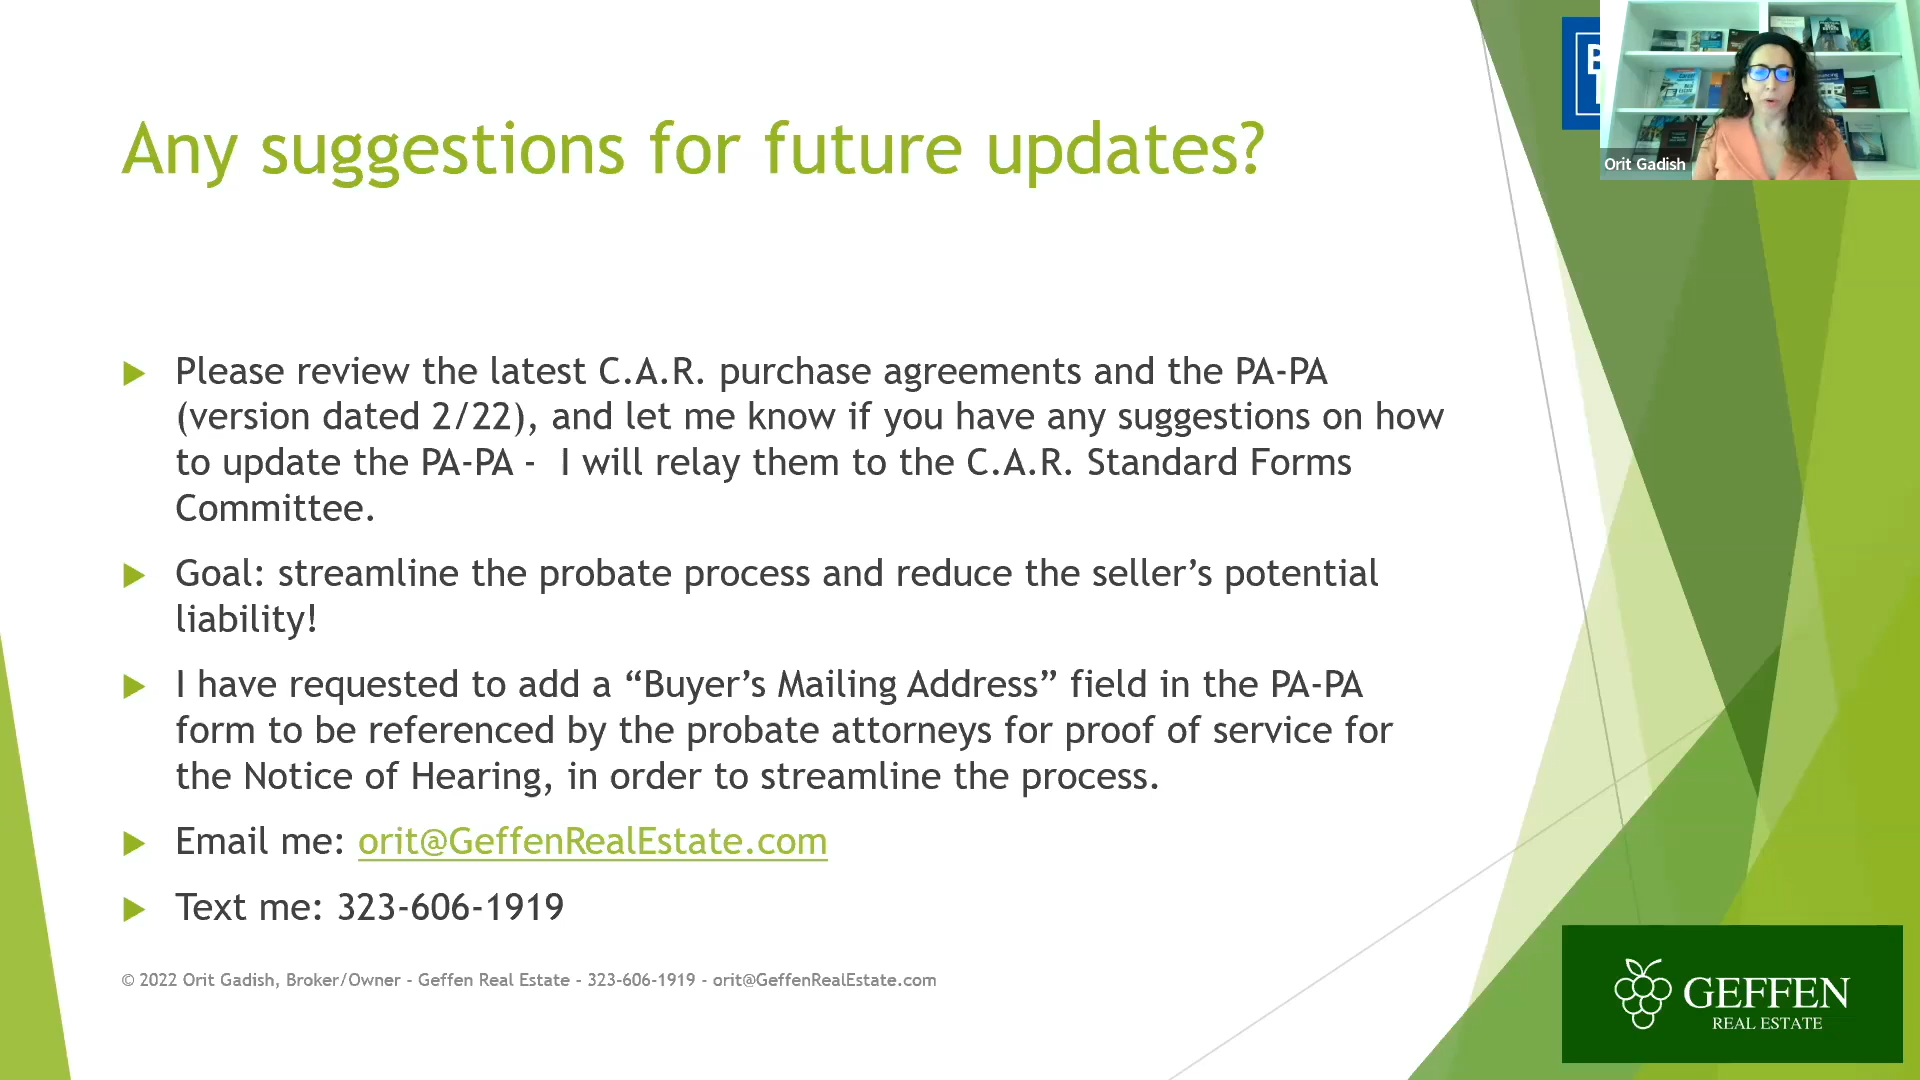 Any suggestions for future updates?
Orit Gadish
Please review the latest C.A.R. purchase agreements and the PA-PA
(version dated 2/22), and let me know if you have any suggestions on how
to update the PA-PA - I will relay them to the C.A.R. Standard Forms
Committee.
Goal: streamline the probate process and reduce the seller’s potential
liability!
I have requested to add a “Buyer’s Mailing Address” field in the PA-PA
form to be referenced by the probate attorneys for proof of service for
the Notice of Hearing, in order to streamline the process.
Email me: orit@GeffenRealEstate.com
Text me: 323-606-1919
© 2022 Orit Gadish, Broker/Owner - Geffen Real Estate - 323-606-1919 - orit@GeffenRealEstate.com
GEFFEN
REAL ESTATE